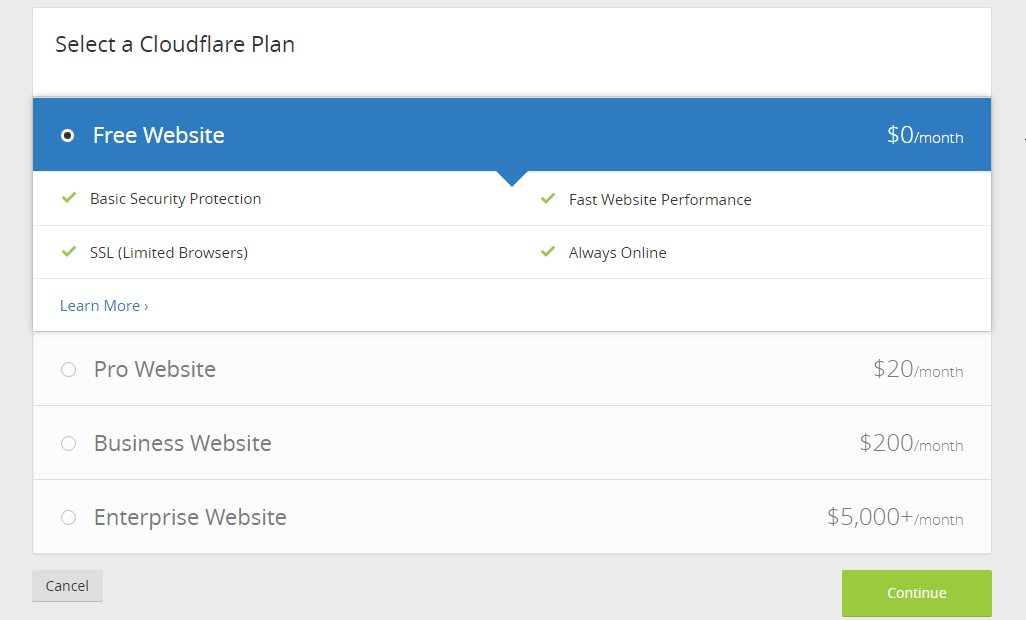 Select a Cloudflare Plan
Free Website $0/month
Basic Security Protection Fast Website Performance
SSL (Limited Browsers) Always Online
Learn More ›
Pro Website $20/month
Business Website $200/month
Enterprise Website $5,000+/month
Cancel Continue